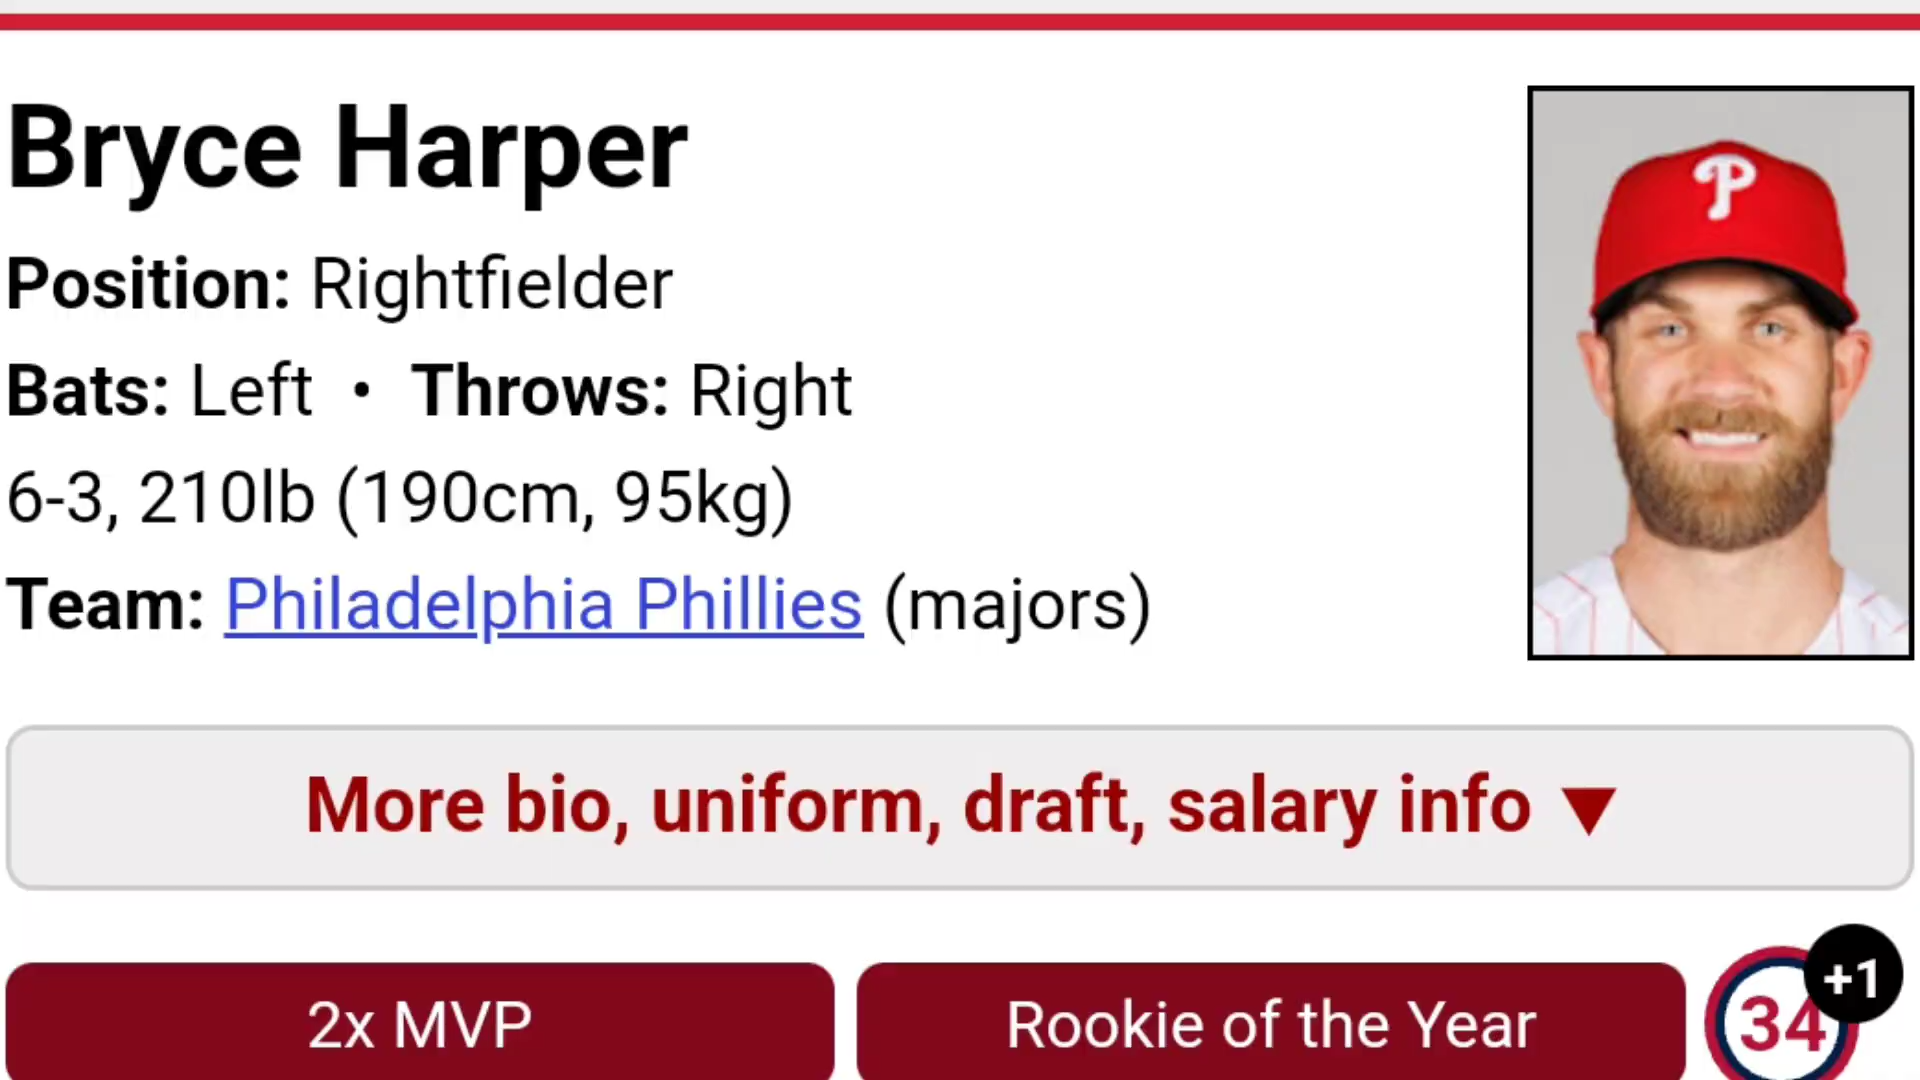 Bryce Harper
Position: Rightfielder
Bats: Left • Throws: Right
6-3, 210lb (190cm, 95kg)
Team: Philadelphia Phillies (majors)
P
More bio, uniform, draft, salary info ▼
2x MVP
Rookie of the Year
34
+1